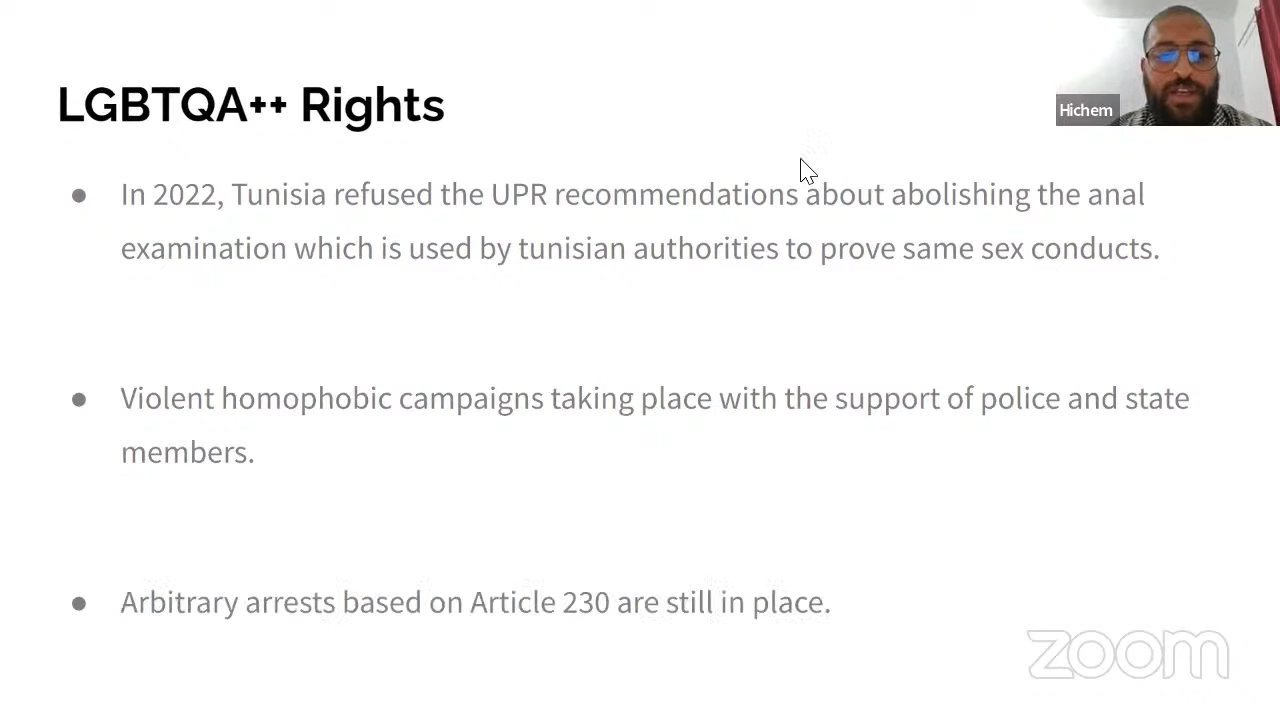 LGBTQA++ Rights
Hichem
● In 2022, Tunisia refused the UPR recommendations about abolishing the anal
examination which is used by tunisian authorities to prove same sex conducts.
● Violent homophobic campaigns taking place with the support of police and state
members.
● Arbitrary arrests based on Article 230 are still in place.
zoom